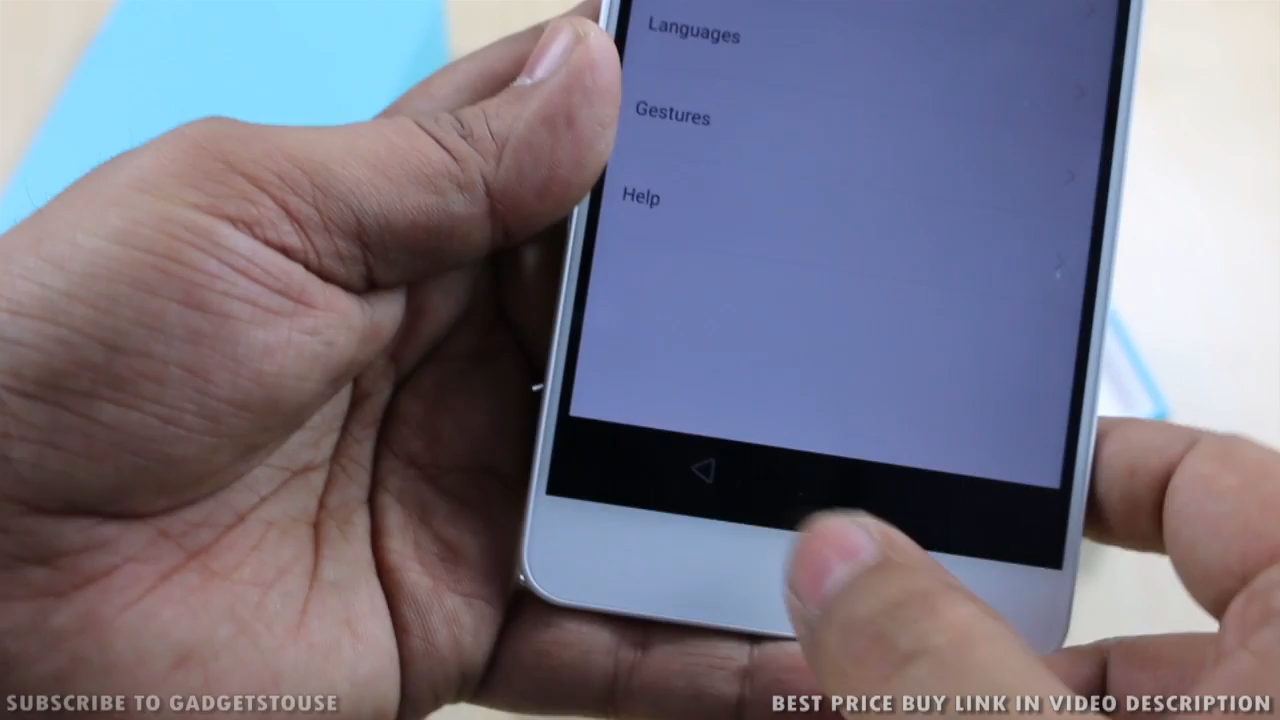 Languages
Gestures
Help
SUBSCRIBE TO GADGETSTOUSE
BEST PRICE BUY LINK IN VIDEO DESCRIPTION